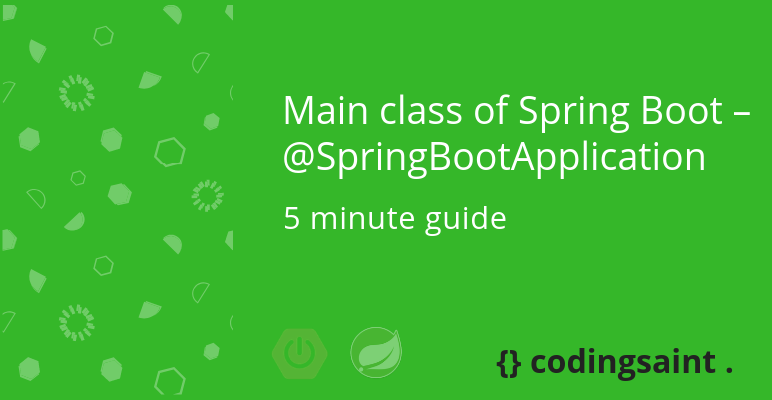 Main class of Spring Boot –
@SpringBootApplication
5 minute guide
{} codingsaint .